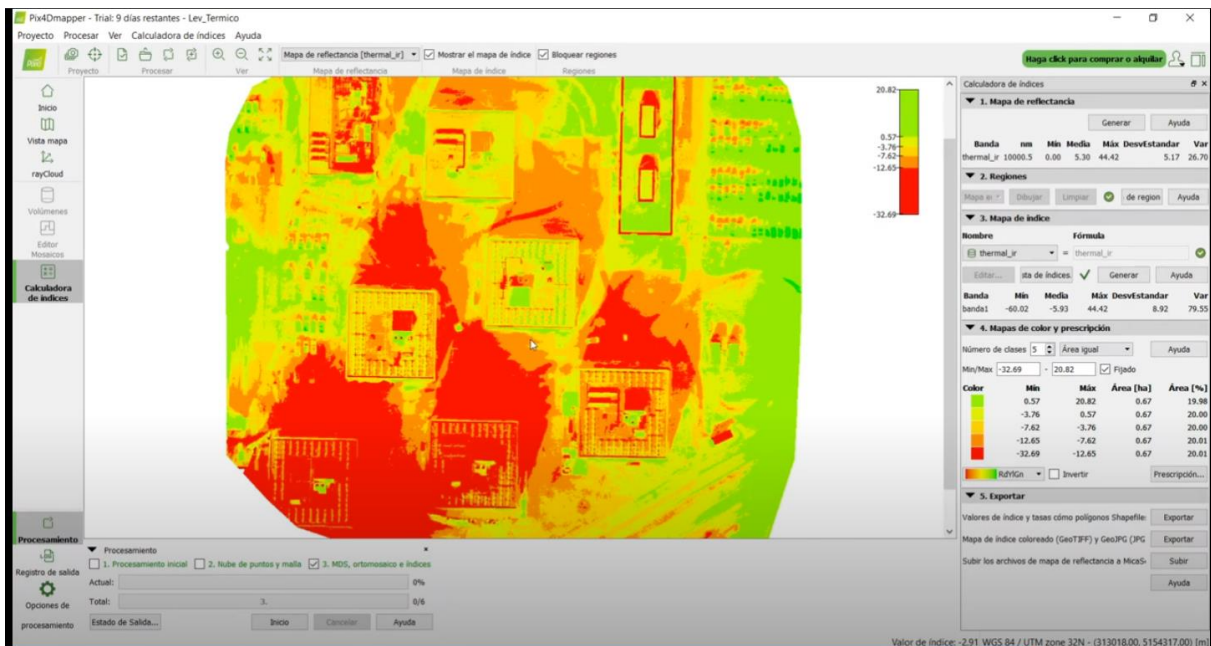 Pix4Dmapper - Trial: 9 días restantes - Lev_Termico
Proyecto Procesar Ver Calculadora de índices Ayuda
Mapa de reflectancia [thermal_ir] Mostrar el mapa de índice Bloquear regiones
Haga click para comprar o alquilar
Proyecto Procesar Ver Mapa de reflectancia Mapa de índice Regiones
Inicio
Vista mapa
rayCloud
Volúmenes
Editor
Mosaicos
Calculadora
de índices
Procesamiento
Registro de salida
Opciones de
procesamiento
20.82
0.57
-3.76
-7.62
-12.65
-32.69
Calculadora de índices
1. Mapa de reflectancia
Generar Ayuda
Banda nm Min Media Máx DesvEstandar Var
thermal_ir 10000.5 0.00 5.30 44.42 5.17 26.70
2. Regiones
Dibujar Limpiar de region Ayuda
3. Mapa de índice
Nombre Fórmula
thermal_ir = thermal_ir
Editar... sta de índices. Generar Ayuda
Banda Min Media Máx DesvEstandar Var
banda1 -60.02 -5.93 44.42 8.92 79.55
4. Mapas de color y prescripción
Número de clases 5 Área igual Ayuda
Min/Max -32.69 - 20.82 Fijado
Color Min Máx Área [ha] Área [%]
0.57 20.82 0.67 19.98
-3.76 0.57 0.67 20.00
-7.62 -3.76 0.67 20.00
-12.65 -7.62 0.67 20.01
-32.69 -12.65 0.67 20.01
RdYlGn Invertir Prescripción...
5. Exportar
Valores de índice y tasas cómo polígonos Shapefile Exportar
Mapa de índice coloreado (GeoTIFF) y GeoJPG (JPG Exportar
Subir los archivos de mapa de reflectancia a MicaS Subir
Ayuda
Procesamiento
1. Procesamiento inicial 2. Nube de puntos y malla 3. MDS, ortomosaico e índices
Actual: 0%
Total: 3. 0/6
Estado de Salida... Inicio Cancelar Ayuda
Valor de índice: -2.91 WGS 84 / UTM zone 32N - (313018.00, 5154317.00) [m]